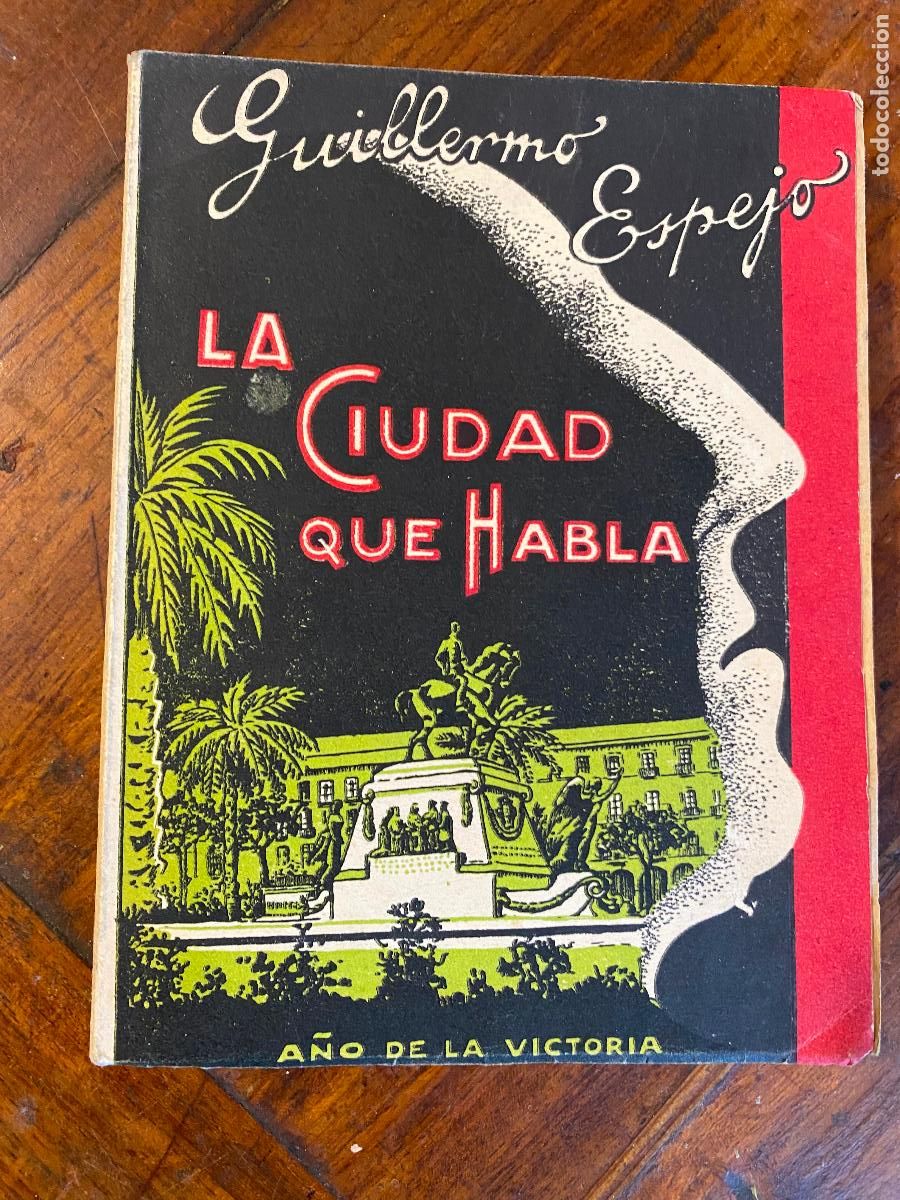 Guillermo
Espejo
LA
CIUDAD
QUE HABLA
AÑO DE LA VICTORIA
todocoleccion